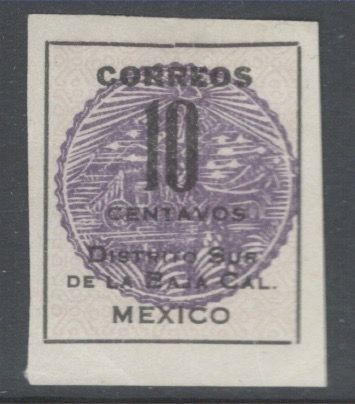 CORREOS
10
CENTAVOS
DISTRITO SUR
DE LA BAJA CAL.
MEXICO